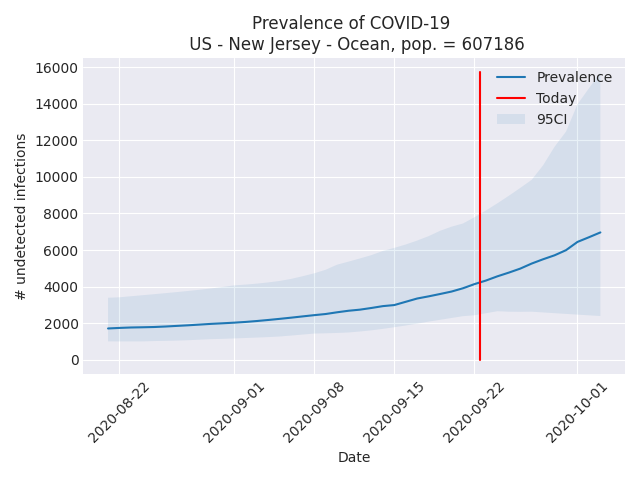 Prevalence of COVID-19
US - New Jersey - Ocean, pop. = 607186
16000
14000
12000
10000
8000
6000
4000
2000
0
# undetected infections
Prevalence
Today
95CI
2020-08-22
2020-09-01
2020-09-08
2020-09-15
2020-09-22
2020-10-01
Date